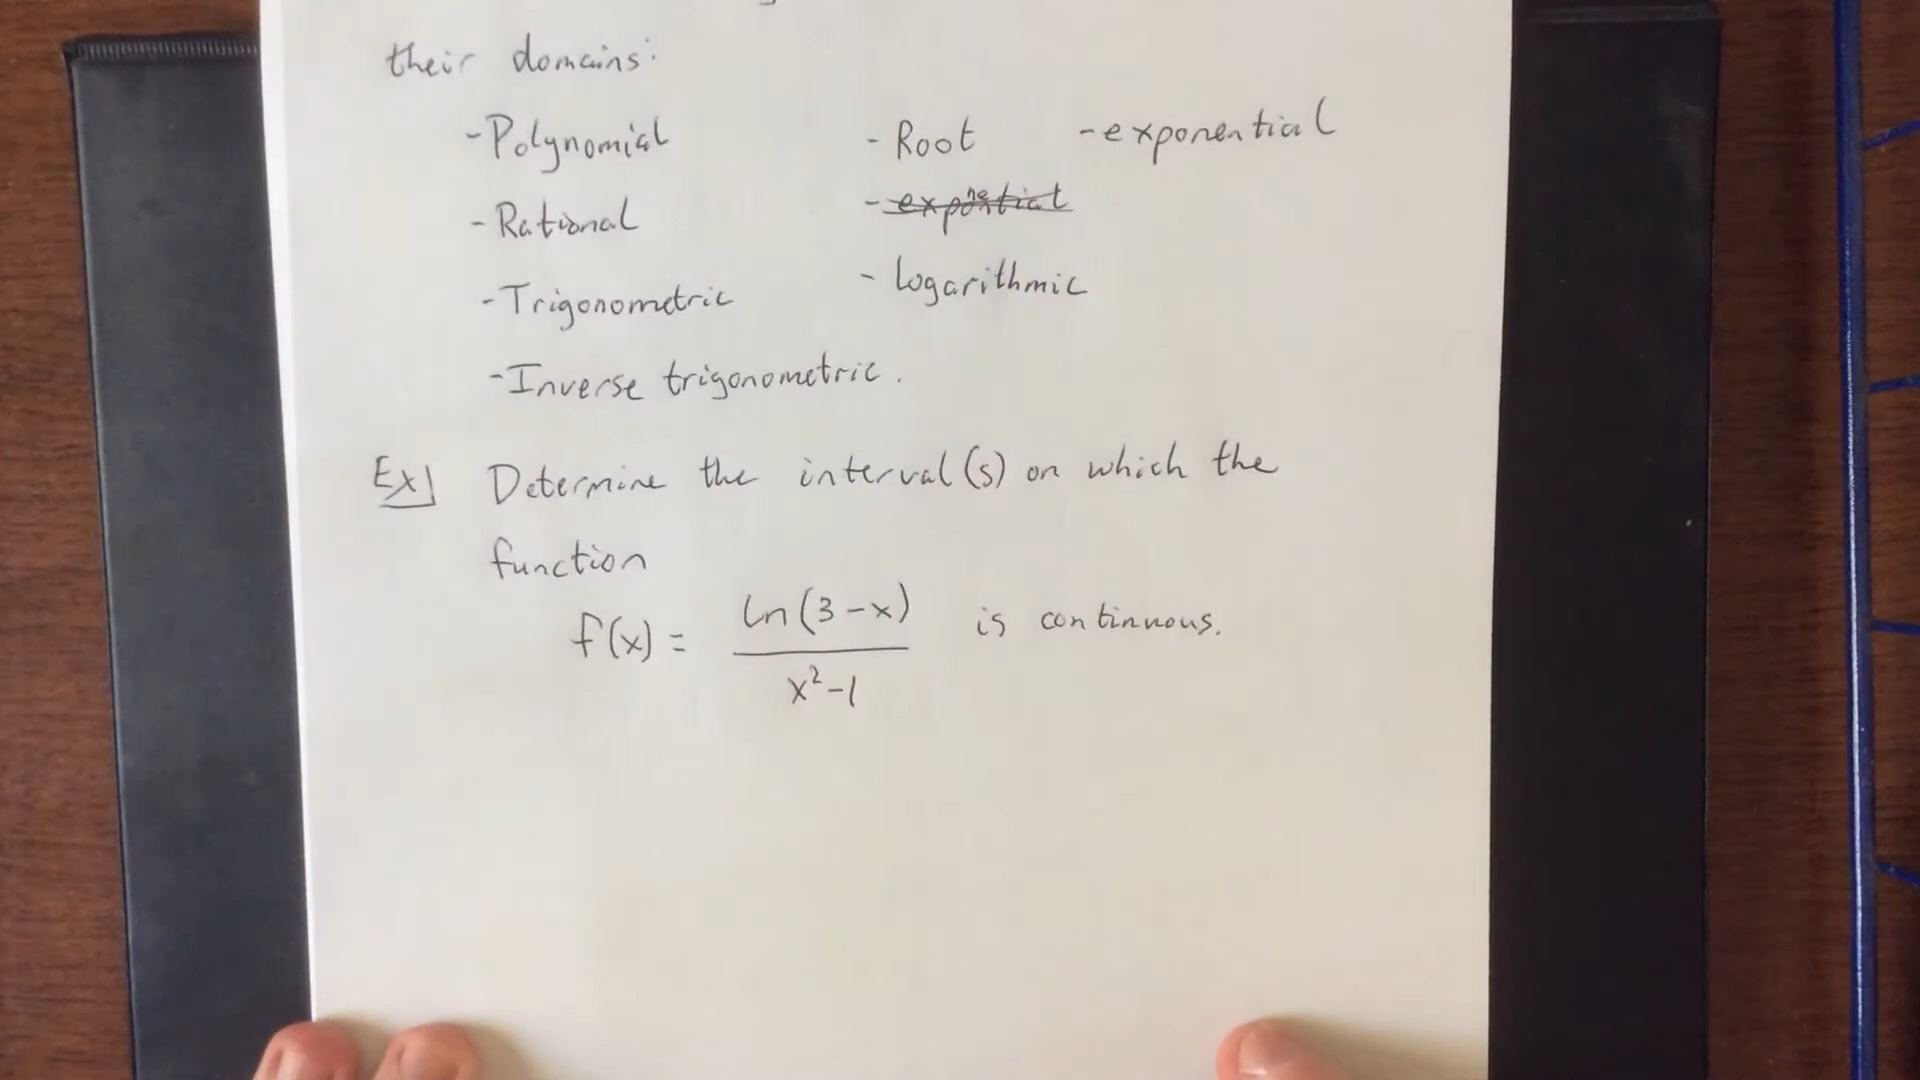 their domains:
-Polynomial
-Root
-exponential
-Rational
-exponential
-Trigonometric
-logarithmic
-Inverse trigonometric.
Ex] Determine the interval(s) on which the
function
f(x) = ln(3-x) / x²-1 is continuous.